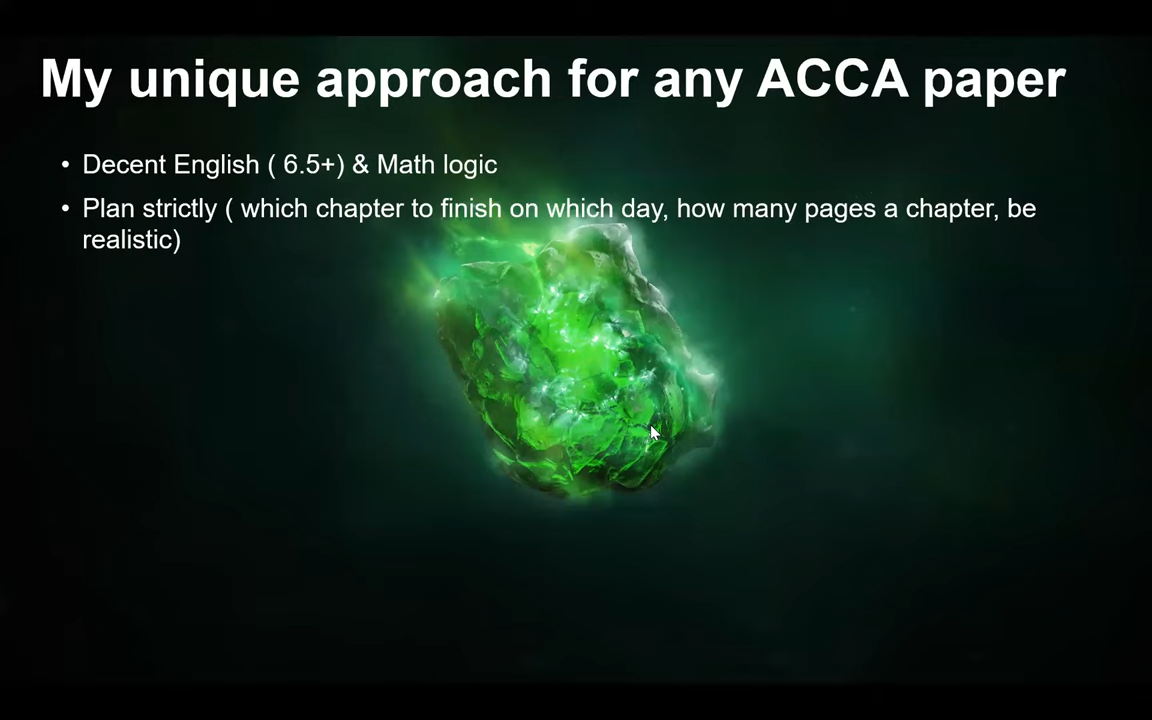 My unique approach for any ACCA paper
• Decent English ( 6.5+) & Math logic
• Plan strictly ( which chapter to finish on which day, how many pages a chapter, be
realistic)